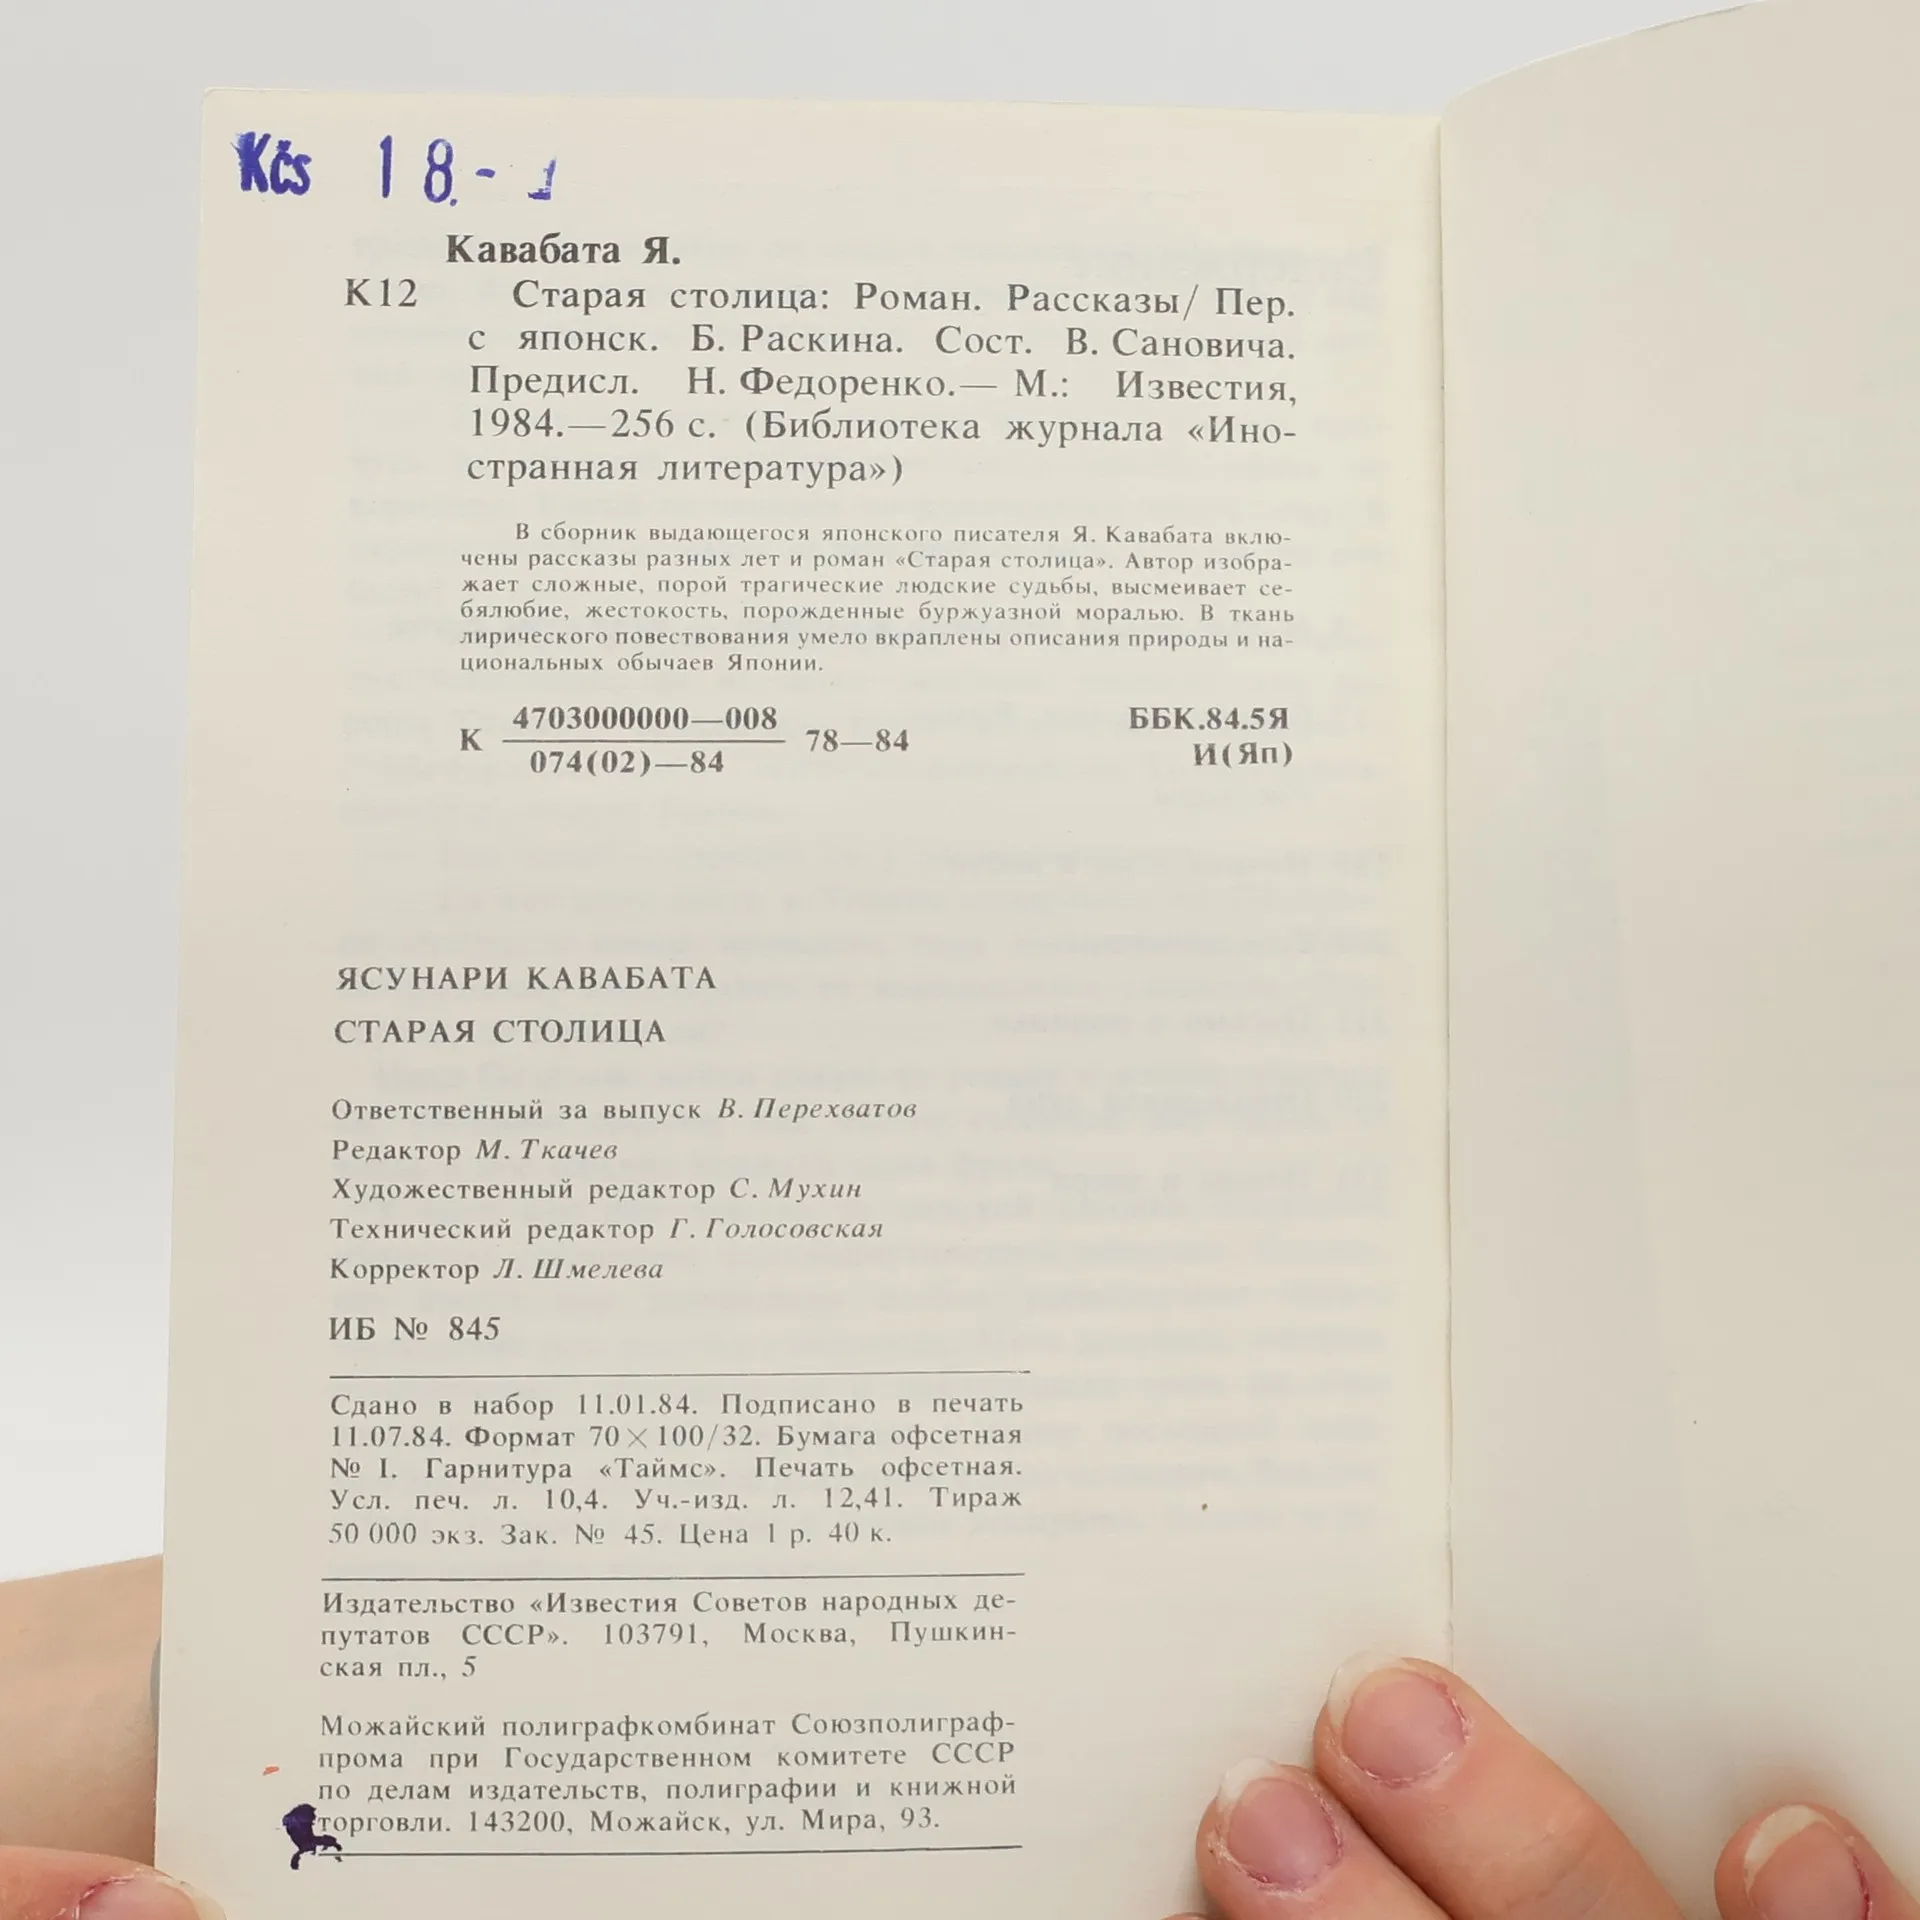 Kčs 18.-
Кавабата Я.
К12 Старая столица: Роман. Рассказы/ Пер.
с японск. Б. Раскина. Сост. В. Сановича.
Предисл. Н. Федоренко.— М.: Известия,
1984.—256 с. (Библиотека журнала «Ино-
странная литература»)
В сборник выдающегося японского писателя Я. Кавабата вклю-
чены рассказы разных лет и роман «Старая столица». Автор изобра-
жает сложные, порой трагические людские судьбы, высмеивает се-
бялюбие, жестокость, порожденные буржуазной моралью. В ткань
лирического повествования умело вкраплены описания природы и на-
циональных обычаев Японии.
4703000000—008
К 78—84
074(02)—84
ББК.84.5Я
И(Яп)
ЯСУНАРИ КАВАБАТА
СТАРАЯ СТОЛИЦА
Ответственный за выпуск В. Перехватов
Редактор М. Ткачев
Художественный редактор С. Мухин
Технический редактор Г. Голосовская
Корректор Л. Шмелева
ИБ № 845
Сдано в набор 11.01.84. Подписано в печать
11.07.84. Формат 70×100/32. Бумага офсетная
№ I. Гарнитура «Таймс». Печать офсетная.
Усл. печ. л. 10,4. Уч.-изд. л. 12,41. Тираж
50 000 экз. Зак. № 45. Цена 1 р. 40 к.
Издательство «Известия Советов народных де-
путатов СССР». 103791, Москва, Пушкин-
ская пл., 5
Можайский полиграфкомбинат Союзполиграф-
прома при Государственном комитете СССР
по делам издательств, полиграфии и книжной
торговли. 143200, Можайск, ул. Мира, 93.